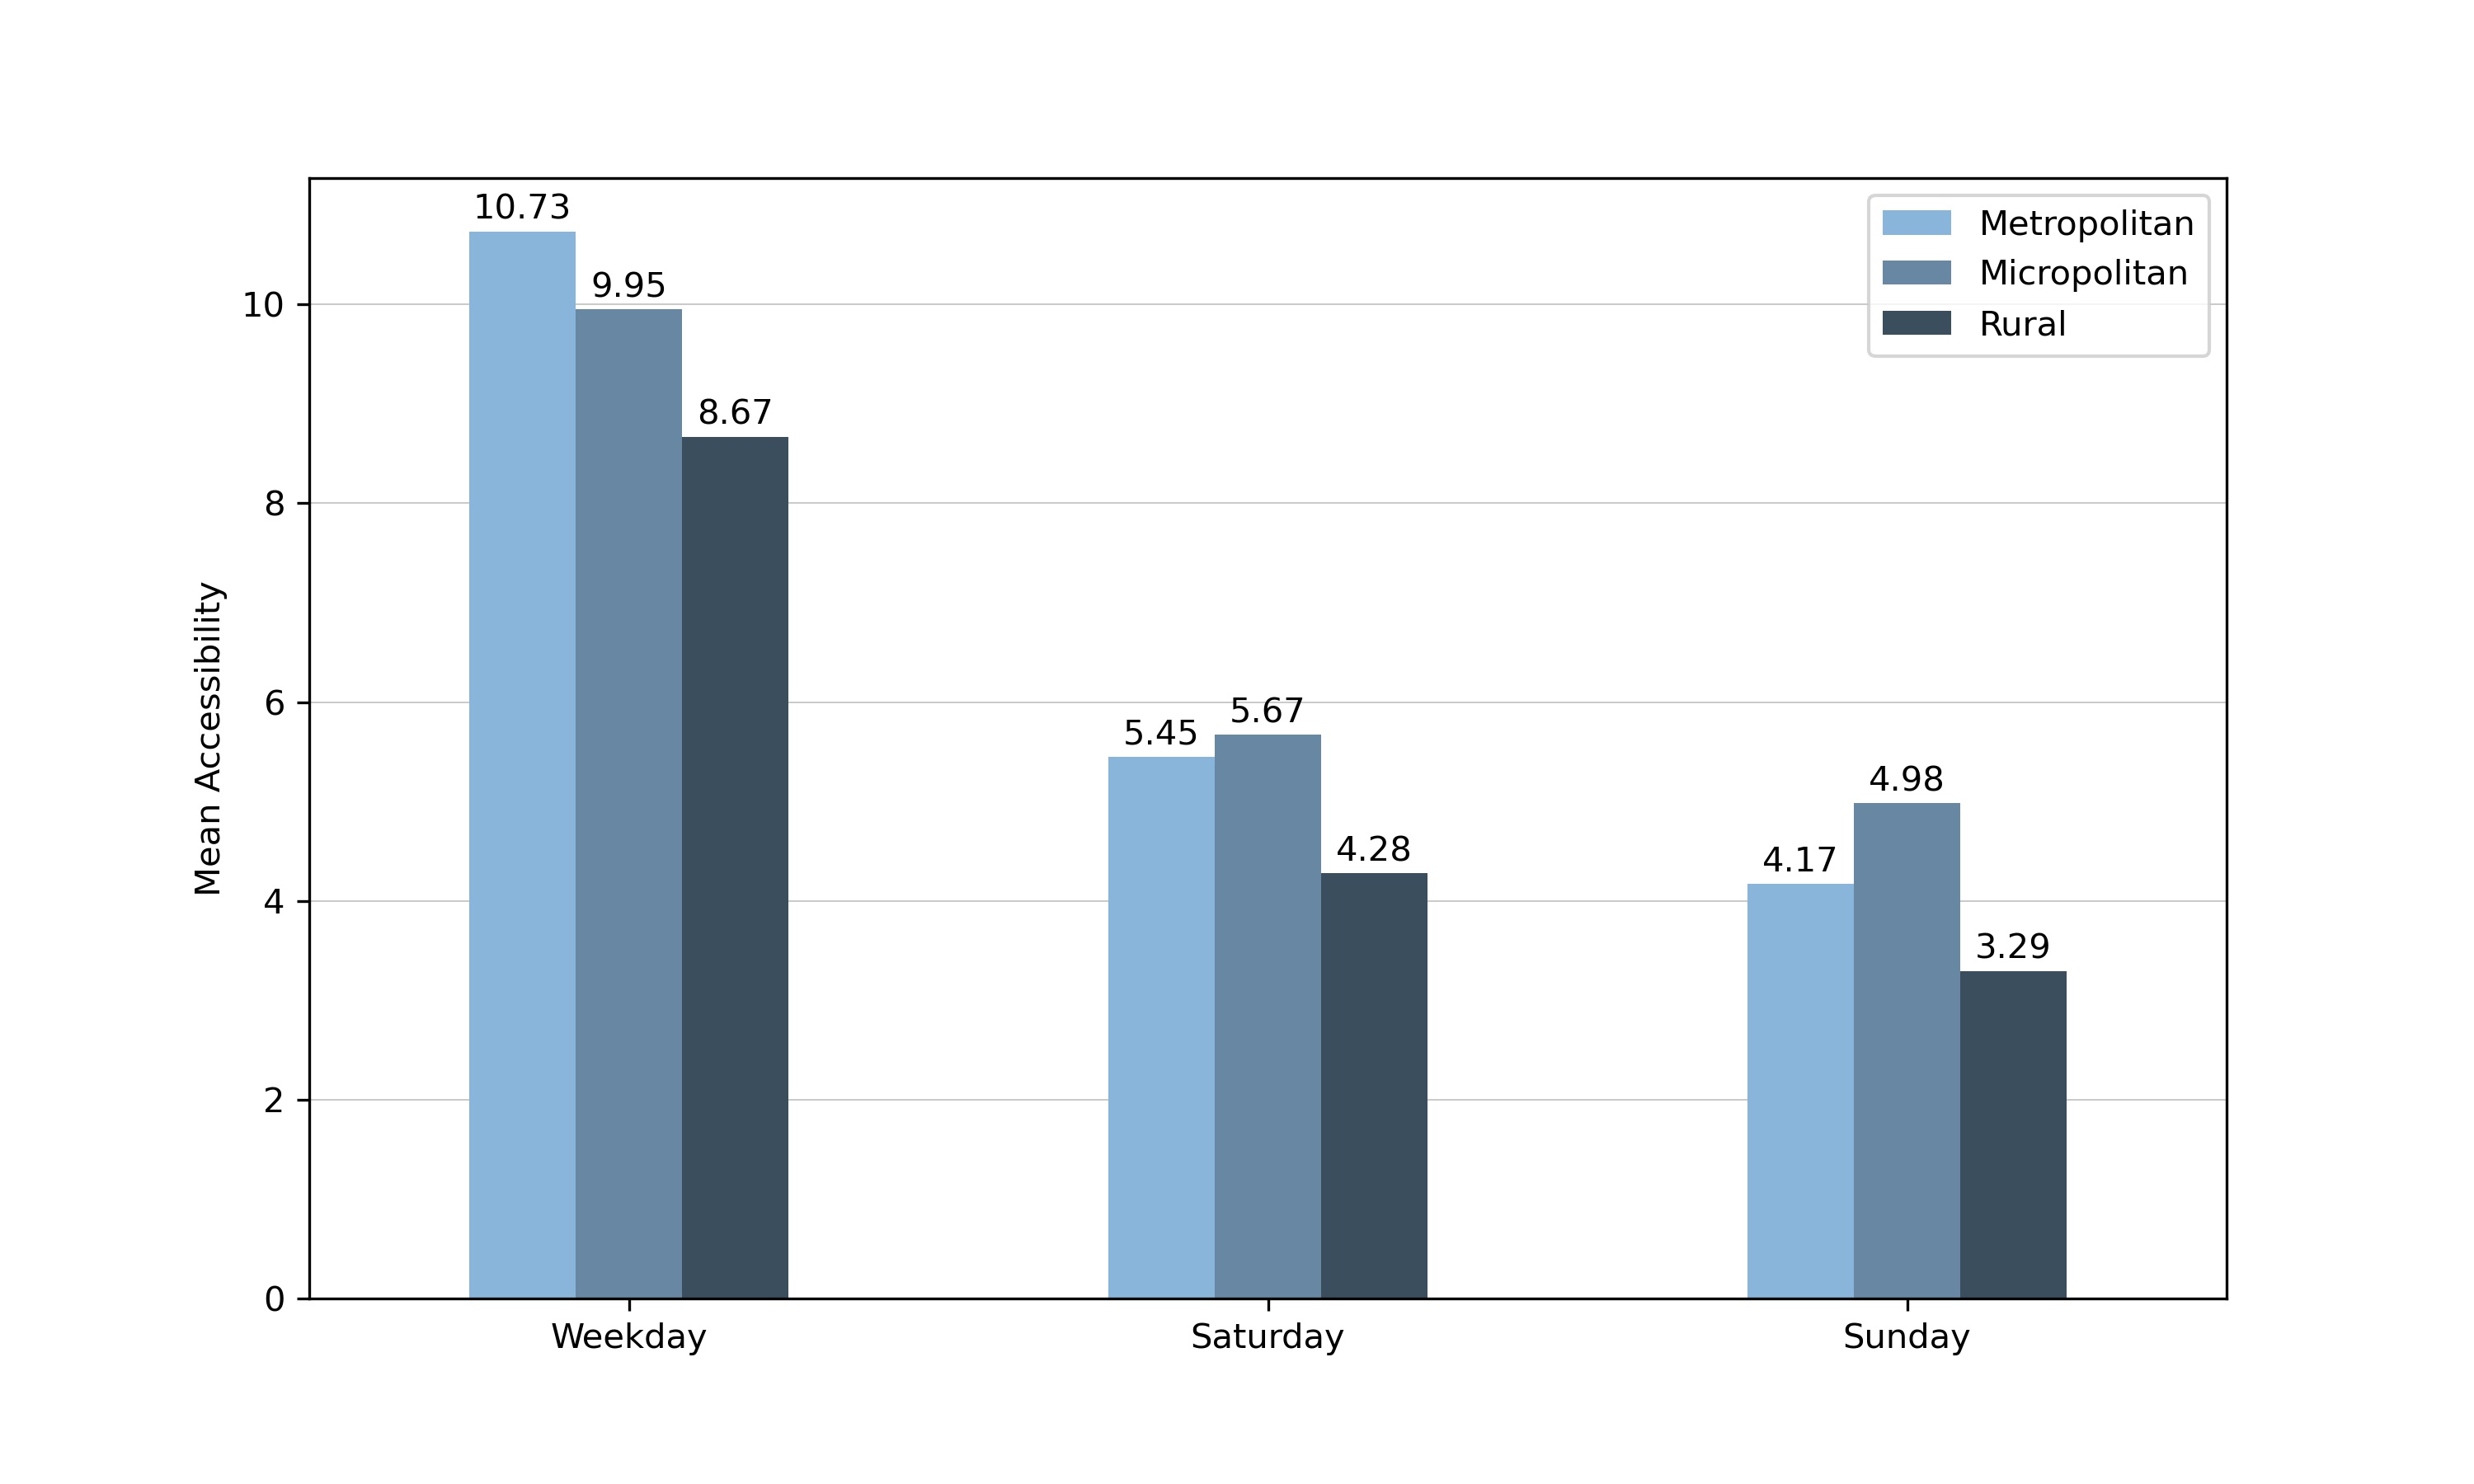 10.73
9.95
8.67
5.45
5.67
4.28
4.17
4.98
3.29
Metropolitan
Micropolitan
Rural
Mean Accessibility
10
8
6
4
2
0
Weekday
Saturday
Sunday